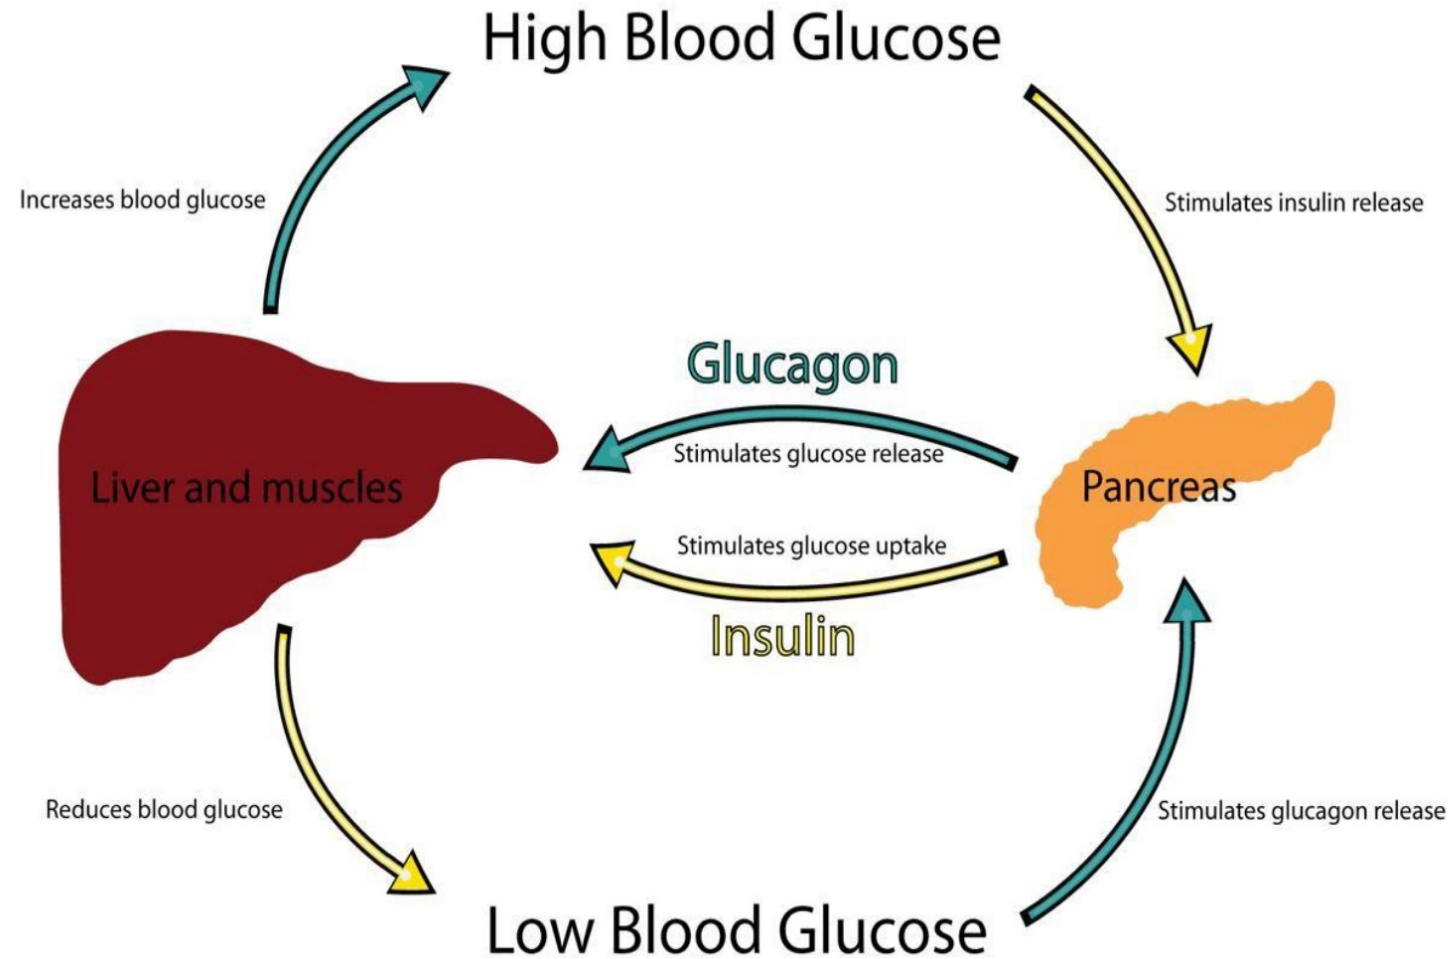 High Blood Glucose
Increases blood glucose
Stimulates insulin release
Glucagon
Stimulates glucose release
Liver and muscles
Pancreas
Stimulates glucose uptake
Insulin
Reduces blood glucose
Stimulates glucagon release
Low Blood Glucose